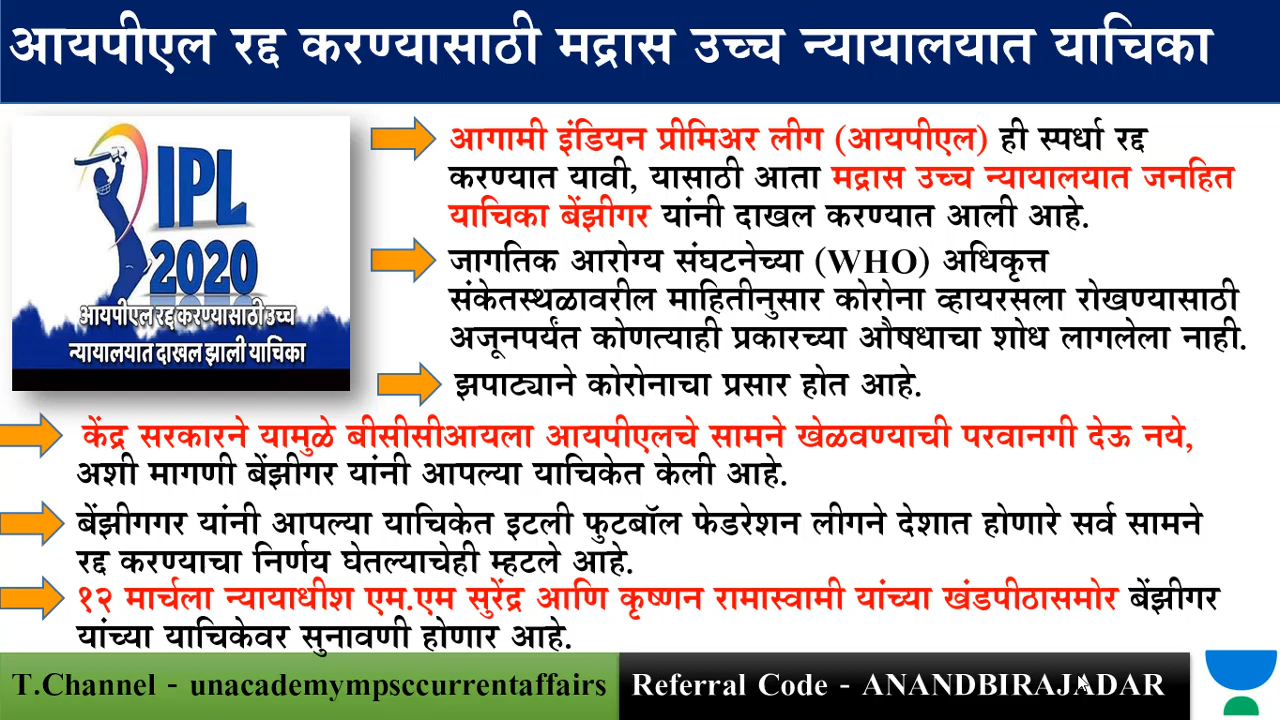 आयपीएल रद्द करण्यासाठी मद्रास उच्च न्यायालयात याचिका
IPL
2020
आयपीएल रद्द करण्यासाठी उच्च
न्यायालयात दाखल झाली याचिका
आगामी इंडियन प्रीमिअर लीग (आयपीएल) ही स्पर्धा रद्द
करण्यात यावी, यासाठी आता मद्रास उच्च न्यायालयात जनहित
याचिका बेंझीगर यांनी दाखल करण्यात आली आहे.
जागतिक आरोग्य संघटनेच्या (WHO) अधिकृत्त
संकेतस्थळावरील माहितीनुसार कोरोना व्हायरसला रोखण्यासाठी
अजूनपर्यंत कोणत्याही प्रकारच्या औषधाचा शोध लागलेला नाही.
झपाट्याने कोरोनाचा प्रसार होत आहे.
केंद्र सरकारने यामुळे बीसीसीआयला आयपीएलचे सामने खेळवण्याची परवानगी देऊ नये,
अशी मागणी बेंझीगर यांनी आपल्या याचिकेत केली आहे.
बेंझीगगर यांनी आपल्या याचिकेत इटली फुटबॉल फेडरेशन लीगने देशात होणारे सर्व सामने
रद्द करण्याचा निर्णय घेतल्याचेही म्हटले आहे.
१२ मार्चला न्यायाधीश एम.एम सुरेंद्र आणि कृष्णन रामास्वामी यांच्या खंडपीठासमोर बेंझीगर
यांच्या याचिकेवर सुनावणी होणार आहे.
T.Channel - unacademympsccurrentaffairs
Referral Code - ANANDBIRAJADAR